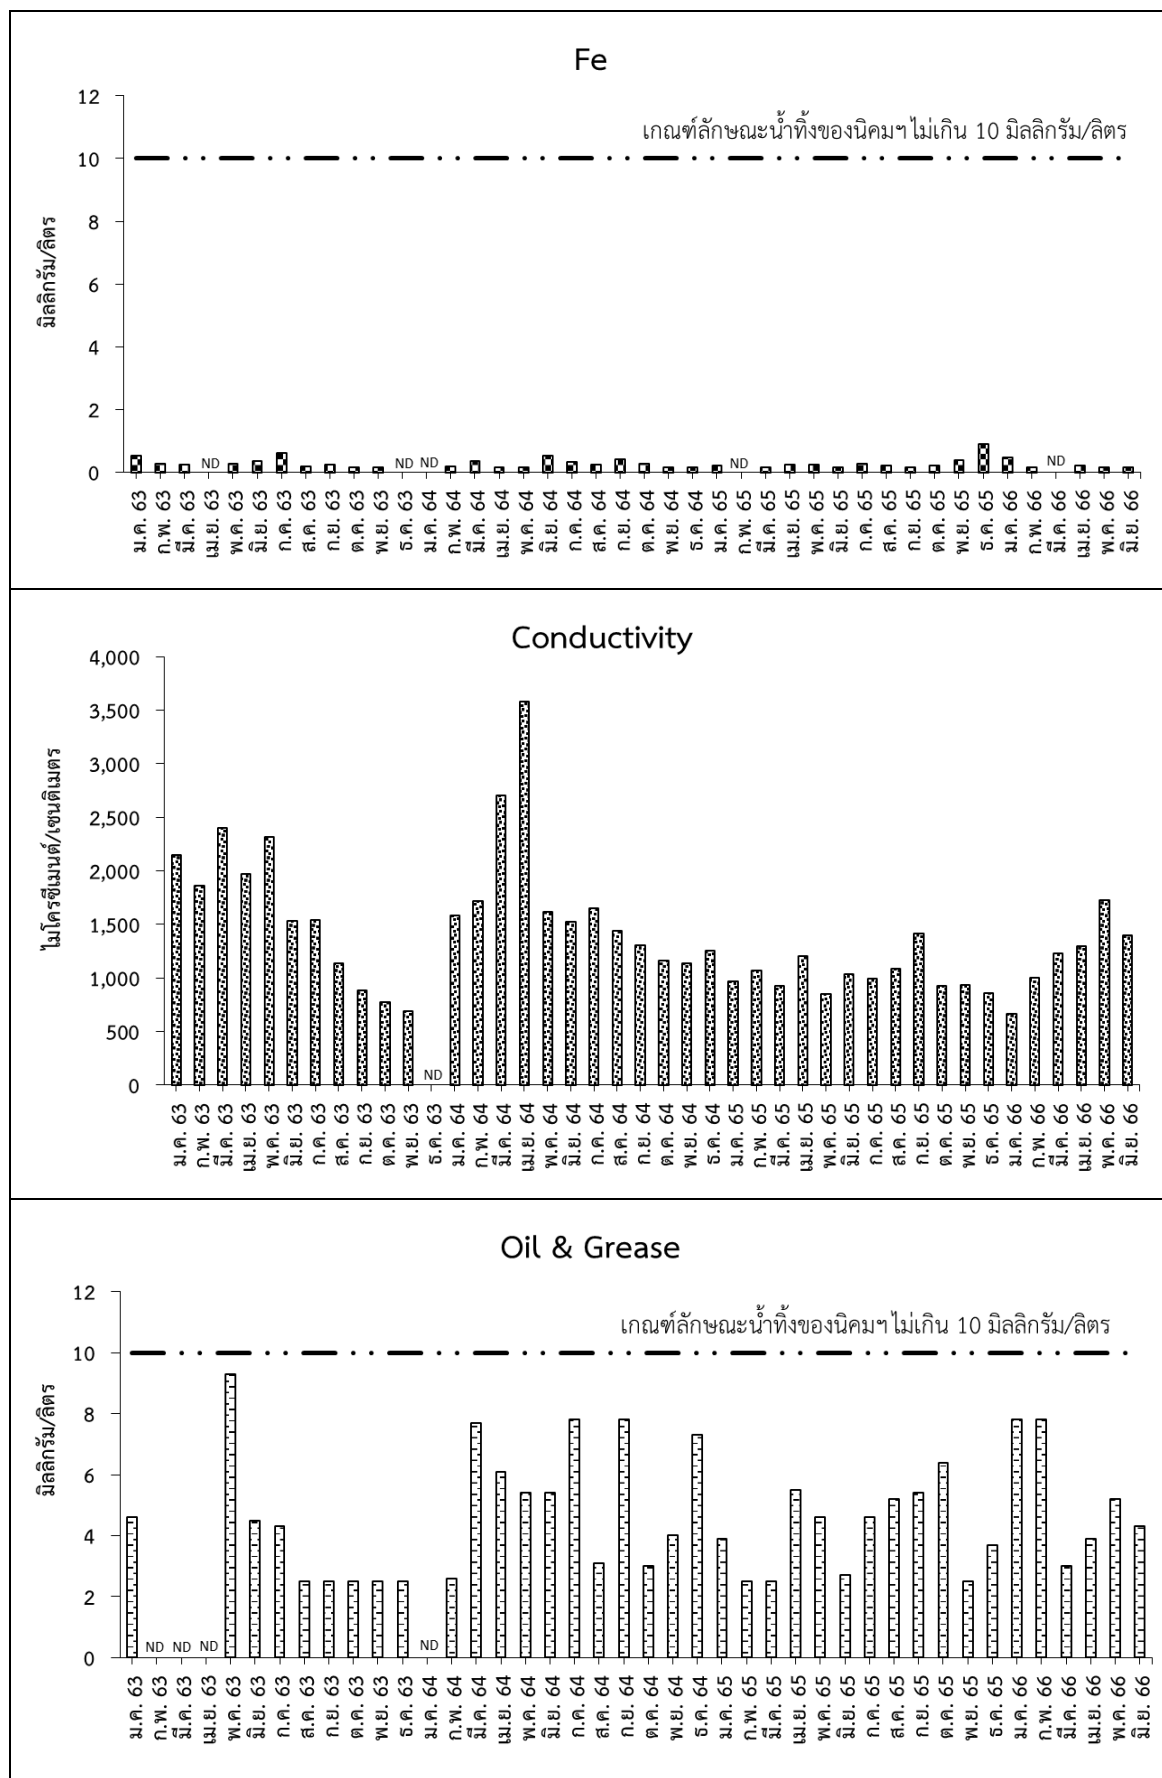 Fe
12
เกณฑ์ลักษณะน้ำทิ้งของนิคมฯ ไม่เกิน 10 มิลลิกรัม/ลิตร
10
8
6
4
2
0
มิลลิกรัม/ลิตร
ND ND ND ND ND
ม.ค. 63 ก.พ. 63 มี.ค. 63 เม.ย. 63 พ.ค. 63 มิ.ย. 63 ก.ค. 63 ส.ค. 63 ก.ย. 63 ต.ค. 63 พ.ย. 63 ธ.ค. 63 ม.ค. 64 ก.พ. 64 มี.ค. 64 เม.ย. 64 พ.ค. 64 มิ.ย. 64 ก.ค. 64 ส.ค. 64 ก.ย. 64 ต.ค. 64 พ.ย. 64 ธ.ค. 64 ม.ค. 65 ก.พ. 65 มี.ค. 65 เม.ย. 65 พ.ค. 65 มิ.ย. 65 ก.ค. 65 ส.ค. 65 ก.ย. 65 ต.ค. 65 พ.ย. 65 ธ.ค. 65 ม.ค. 66 ก.พ. 66 มี.ค. 66 เม.ย. 66 พ.ค. 66 มิ.ย. 66
Conductivity
4,000
3,500
3,000
2,500
2,000
1,500
1,000
500
0
ไมโครซีเมนต์/เซนติเมตร
ND
ม.ค. 63 ก.พ. 63 มี.ค. 63 เม.ย. 63 พ.ค. 63 มิ.ย. 63 ก.ค. 63 ส.ค. 63 ก.ย. 63 ต.ค. 63 พ.ย. 63 ธ.ค. 63 ม.ค. 64 ก.พ. 64 มี.ค. 64 เม.ย. 64 พ.ค. 64 มิ.ย. 64 ก.ค. 64 ส.ค. 64 ก.ย. 64 ต.ค. 64 พ.ย. 64 ธ.ค. 64 ม.ค. 65 ก.พ. 65 มี.ค. 65 เม.ย. 65 พ.ค. 65 มิ.ย. 65 ก.ค. 65 ส.ค. 65 ก.ย. 65 ต.ค. 65 พ.ย. 65 ธ.ค. 65 ม.ค. 66 ก.พ. 66 มี.ค. 66 เม.ย. 66 พ.ค. 66 มิ.ย. 66
Oil & Grease
12
เกณฑ์ลักษณะน้ำทิ้งของนิคมฯ ไม่เกิน 10 มิลลิกรัม/ลิตร
10
8
6
4
2
0
มิลลิกรัม/ลิตร
ND ND ND ND
ม.ค. 63 ก.พ. 63 มี.ค. 63 เม.ย. 63 พ.ค. 63 มิ.ย. 63 ก.ค. 63 ส.ค. 63 ก.ย. 63 ต.ค. 63 พ.ย. 63 ธ.ค. 63 ม.ค. 64 ก.พ. 64 มี.ค. 64 เม.ย. 64 พ.ค. 64 มิ.ย. 64 ก.ค. 64 ส.ค. 64 ก.ย. 64 ต.ค. 64 พ.ย. 64 ธ.ค. 64 ม.ค. 65 ก.พ. 65 มี.ค. 65 เม.ย. 65 พ.ค. 65 มิ.ย. 65 ก.ค. 65 ส.ค. 65 ก.ย. 65 ต.ค. 65 พ.ย. 65 ธ.ค. 65 ม.ค. 66 ก.พ. 66 มี.ค. 66 เม.ย. 66 พ.ค. 66 มิ.ย. 66